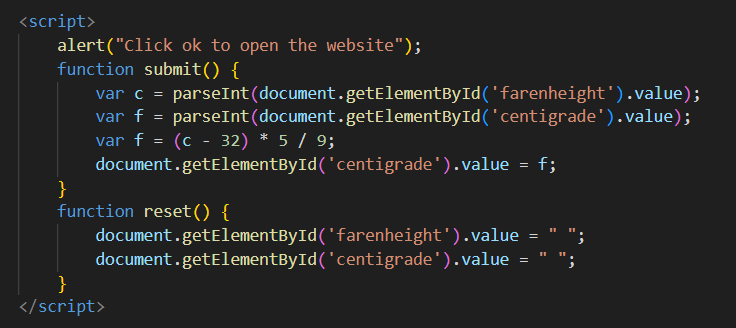 <script>
alert("Click ok to open the website");
function submit() {
var c = parseInt(document.getElementById('farenheight').value);
var f = parseInt(document.getElementById('centigrade').value);
var f = (c - 32) * 5 / 9;
document.getElementById('centigrade').value = f;
}
function reset() {
document.getElementById('farenheight').value = " ";
document.getElementById('centigrade').value = " ";
}
</script>